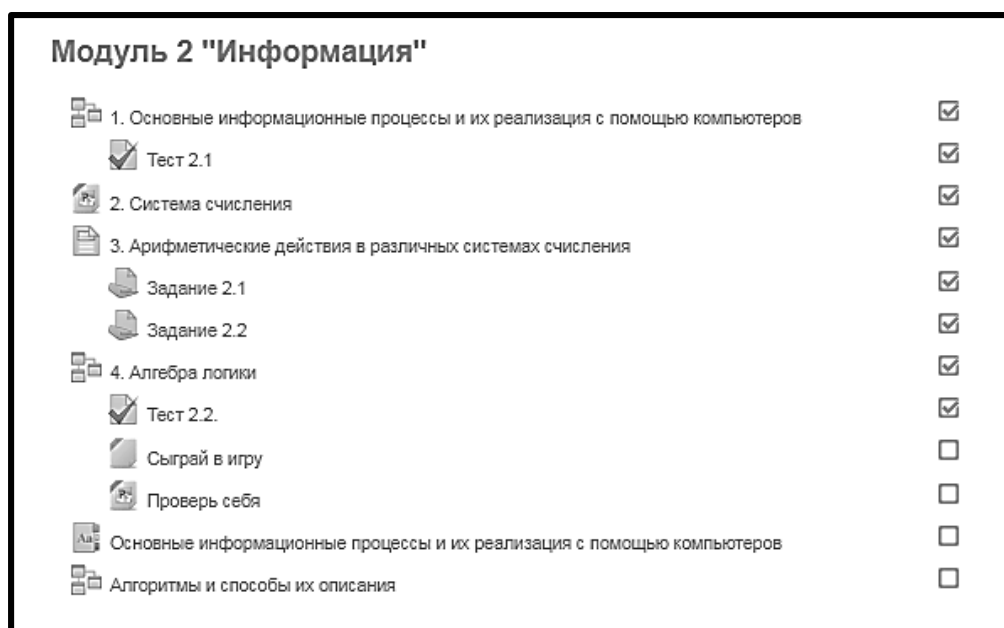 Модуль 2 "Информация"
1. Основные информационные процессы и их реализация с помощью компьютеров
Тест 2.1
2. Система счисления
3. Арифметические действия в различных системах счисления
Задание 2.1
Задание 2.2
4. Алгебра логики
Тест 2.2.
Сыграй в игру
Проверь себя
Основные информационные процессы и их реализация с помощью компьютеров
Алгоритмы и способы их описания